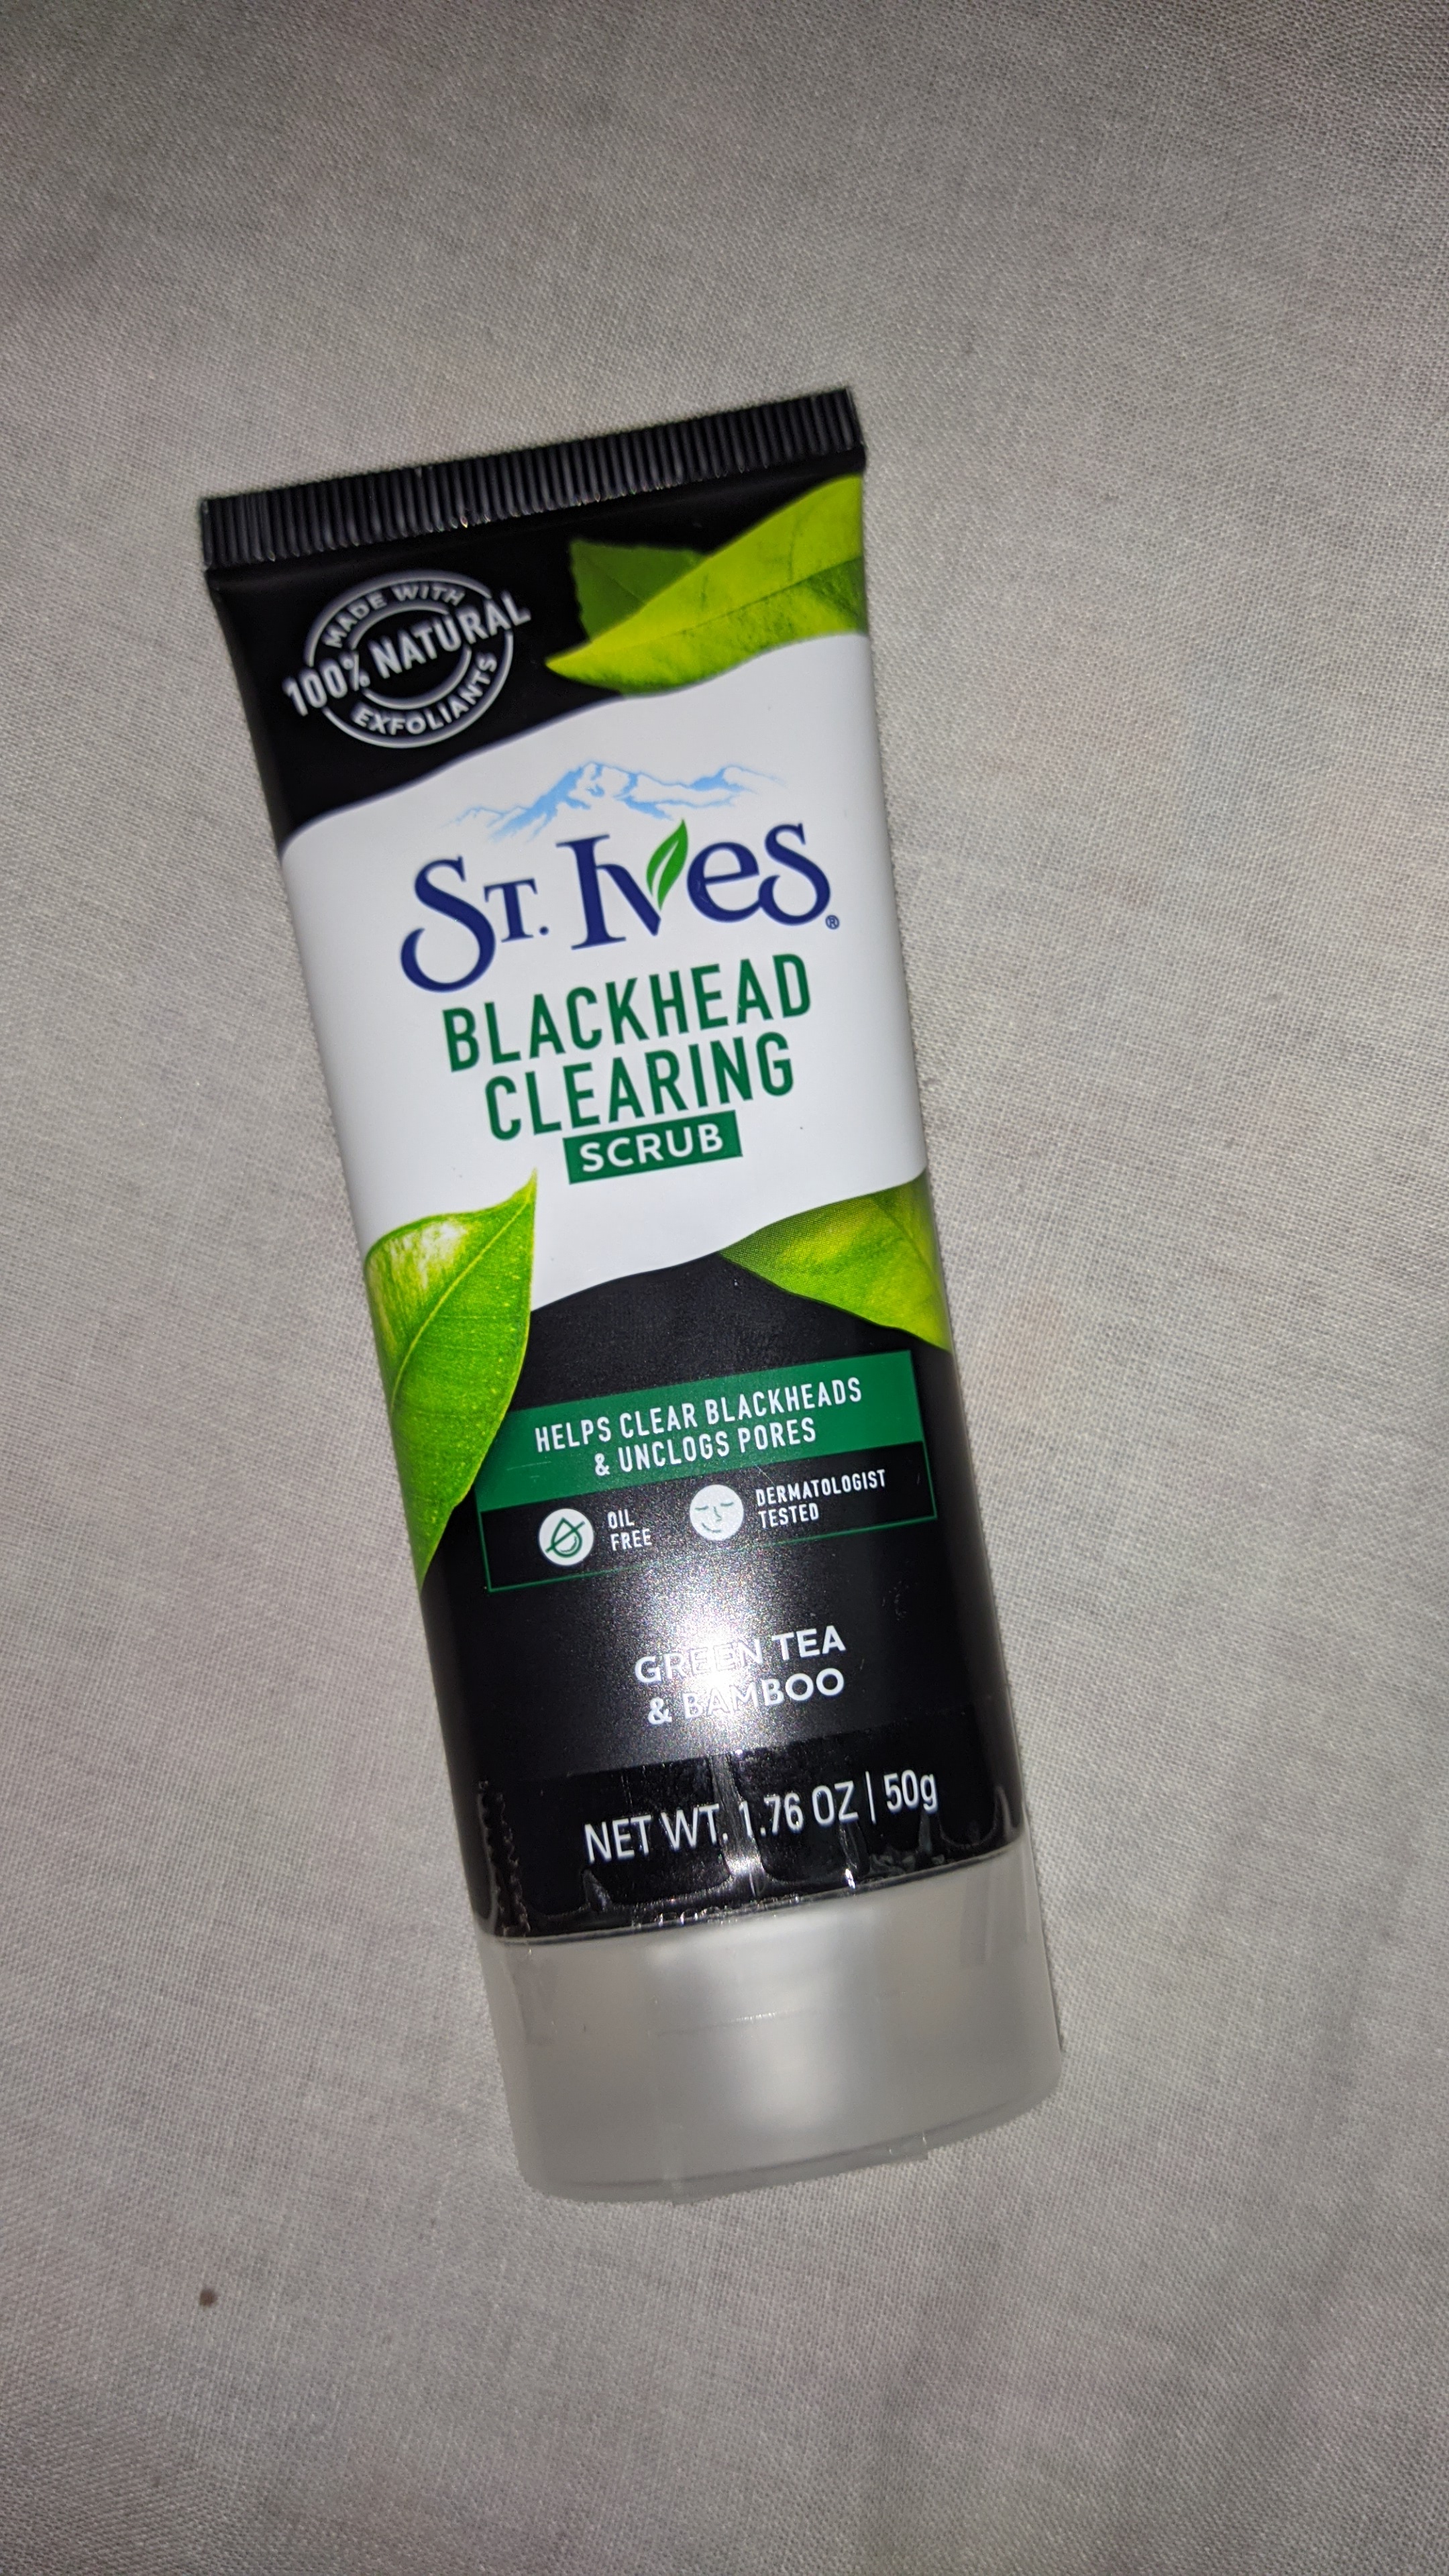 MADE WITH
100% NATURAL
EXFOLIANTS
ST. IVES®
BLACKHEAD
CLEARING
SCRUB
HELPS CLEAR BLACKHEADS
& UNCLOGS PORES
OIL
FREE
DERMATOLOGIST
TESTED
GREEN TEA
& BAMBOO
NET WT. 1.76 OZ | 50g